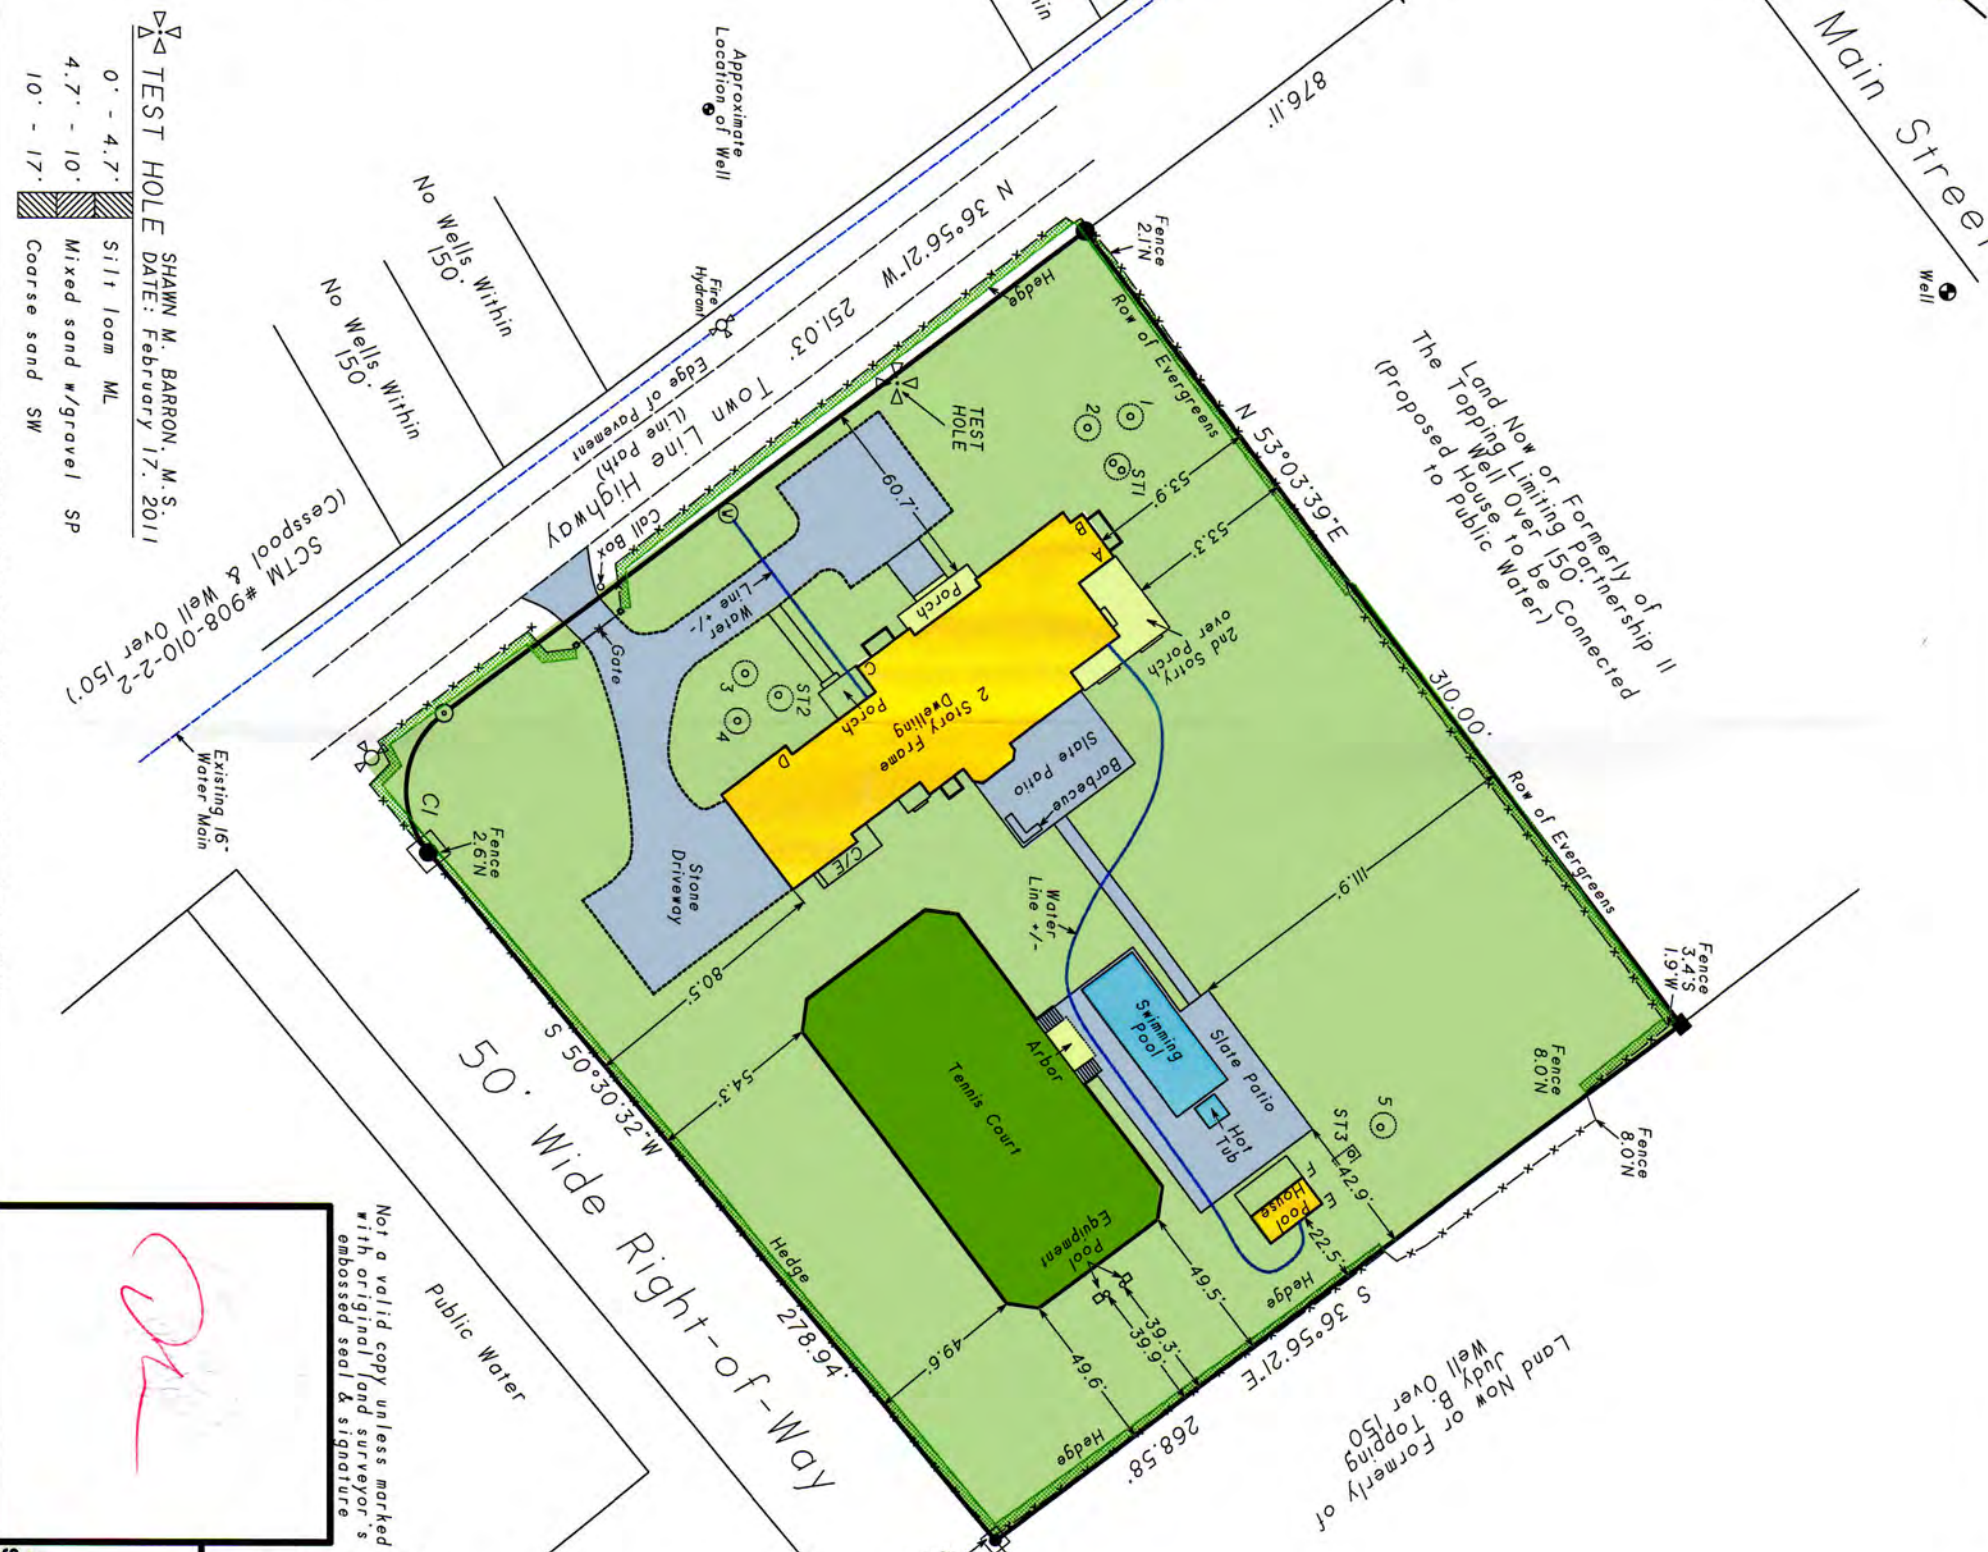 Main Street
Well
876.11'
Approximate
Location of Well
TEST HOLE
SHAWN M. BARRON, M.S.
DATE: February 17, 2011
0' - 4.7'
Silt loam ML
4.7' - 10'
Mixed sand w/gravel SP
10' - 17'
Coarse sand SW
No Wells Within
150'
No Wells Within
150'
Fire
Hydrant
N 36°56'21"W
251.03'
Town Line Highway
(Line Path)
Edge of Pavement
SCTM #908-010-2-2
(Cesspool & Well Over 150')
Existing 16"
Water Main
Fence
2.1'N
Hedge
Row of Evergreens
N 53°03'39"E
310.00'
Row of Evergreens
Land Now or Formerly of
The Topping Limiting Partnership II
Well Over 150'
(Proposed House to be Connected
to Public Water)
TEST
HOLE
1
2
ST1
53.9'
53.3'
60.7'
W
Call Box
Gate
Water
Line +/-
Porch
B
A
2nd Sotry
over Porch
C
Porch
3
ST2
4
D
2 Story Frame
Dwelling
Slate Patio
Barbecue
C/E
Stone
Driveway
C1
Fence
2.6'N
Water
Line +/-
111.9'
80.5'
54.3'
Swimming
Pool
Slate Patio
Hot
Tub
Arbor
Tennis Court
Pool
Equipment
Pool
House
F
E
5
ST3
42.9'
22.5'
Fence
3.4'S
1.9'W
Fence
8.0'N
Fence
8.0'N
49.5'
39.3'
39.9'
49.6'
49.6'
Hedge
Hedge
Hedge
S 36°56'21"E
268.58'
S 50°30'32"W
278.94'
50' Wide Right-of-Way
Public Water
Land Now or Formerly of
Judy B. Topping
Well Over 150'
Not a valid copy unless marked
with original land surveyor's
embossed seal & signature